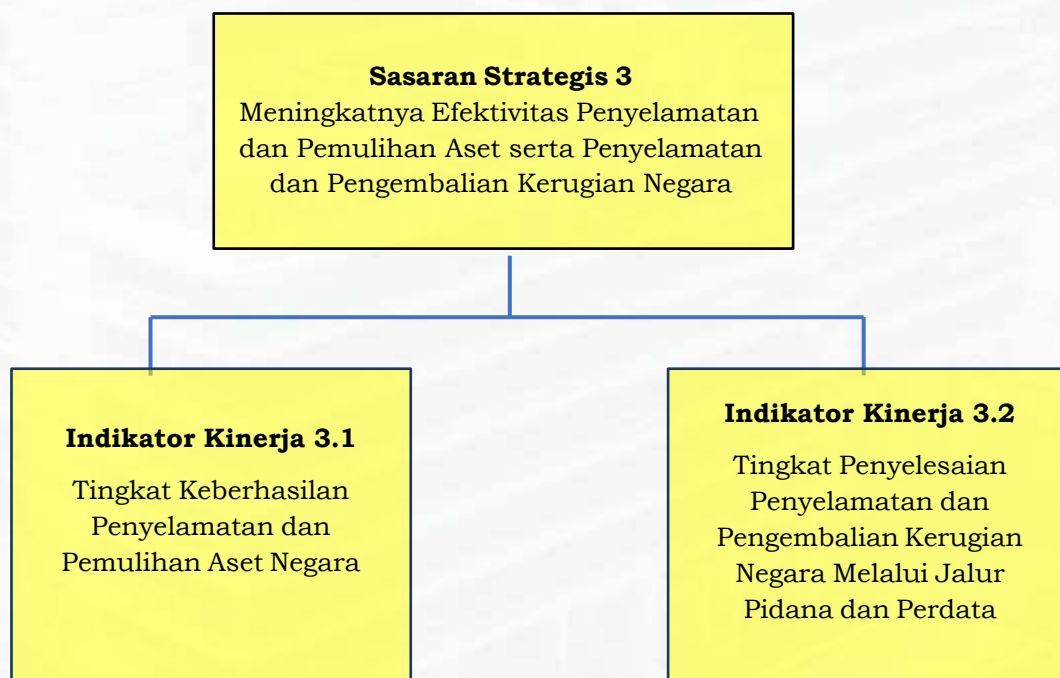 Sasaran Strategis 3
Meningkatnya Efektivitas Penyelamatan
dan Pemulihan Aset serta Penyelamatan
dan Pengembalian Kerugian Negara
Indikator Kinerja 3.1
Tingkat Keberhasilan
Penyelamatan dan
Pemulihan Aset Negara
Indikator Kinerja 3.2
Tingkat Penyelesaian
Penyelamatan dan
Pengembalian Kerugian
Negara Melalui Jalur
Pidana dan Perdata